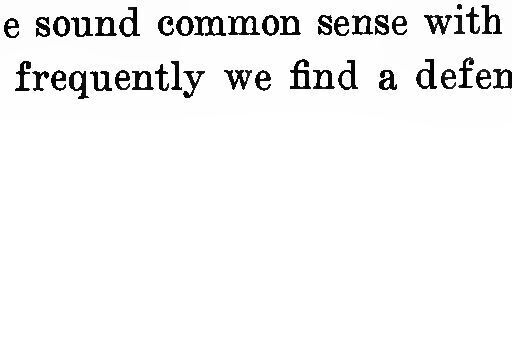 e sound common sense with
frequently we find a defen